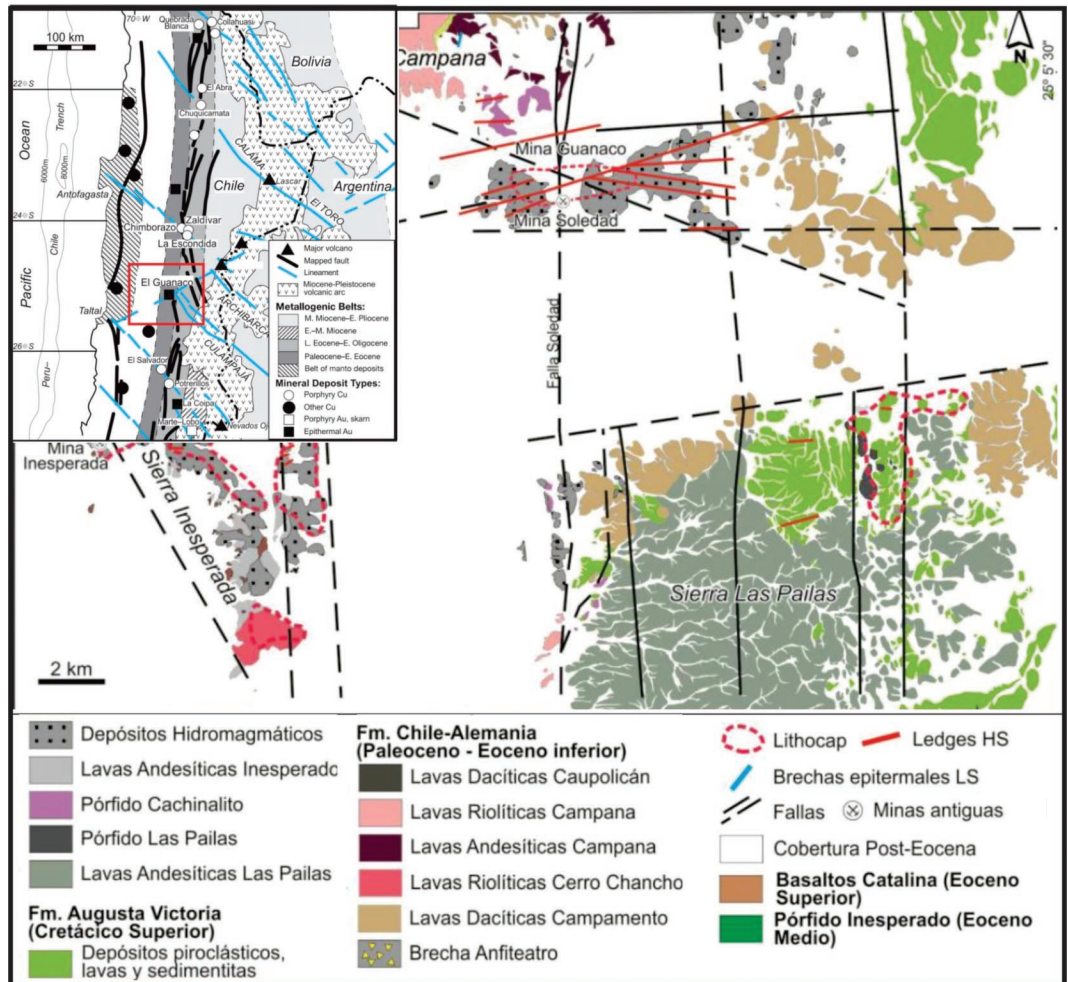 70°W
Quebrada
Blanca
Collahuasi
100 km
Bolivia
22°S
El Abra
Chuquicamata
Ocean
Trench
6000m
8000m
CALAMA
Chile
Lascar
Argentina
Antofagasta
EL TORO
24°S
Chimborazo
Zaldivar
La Escondida
Chile
El Guanaco
Pacific
Taltal
ARCHIBARCA
26°S
CULAMPAJÁ
El Salvador
Peru–
Potrerillos
La Coipa
Marte–Lobo
Nevados Oj
Major volcano
Mapped fault
Lineament
Miocene-Pleistocene
volcanic arc
Metallogenic Belts:
M. Miocene–E. Pliocene
E.–M. Miocene
L. Eocene–E. Oligocene
Paleocene–E. Eocene
Belt of manto deposits
Mineral Deposit Types:
Porphyry Cu
Other Cu
Porphyry Au, skarn
Epithermal Au
Campana
N
25° 5' 30"
Mina Guanaco
Mina Soledad
Falla Soledad
Mina
Inesperada
Sierra Inesperada
Sierra Las Pailas
2 km
Depósitos Hidromagmáticos
Lavas Andesíticas Inesperado
Pórfido Cachinalito
Pórfido Las Pailas
Lavas Andesíticas Las Pailas
Fm. Augusta Victoria
(Cretácico Superior)
Depósitos piroclásticos,
lavas y sedimentitas
Fm. Chile-Alemania
(Paleoceno - Eoceno inferior)
Lavas Dacíticas Caupolicán
Lavas Riolíticas Campana
Lavas Andesíticas Campana
Lavas Riolíticas Cerro Chancho
Lavas Dacíticas Campamento
Brecha Anfiteatro
Lithocap
Ledges HS
Brechas epitermales LS
Fallas
Minas antiguas
Cobertura Post-Eocena
Basaltos Catalina (Eoceno
Superior)
Pórfido Inesperado (Eoceno
Medio)